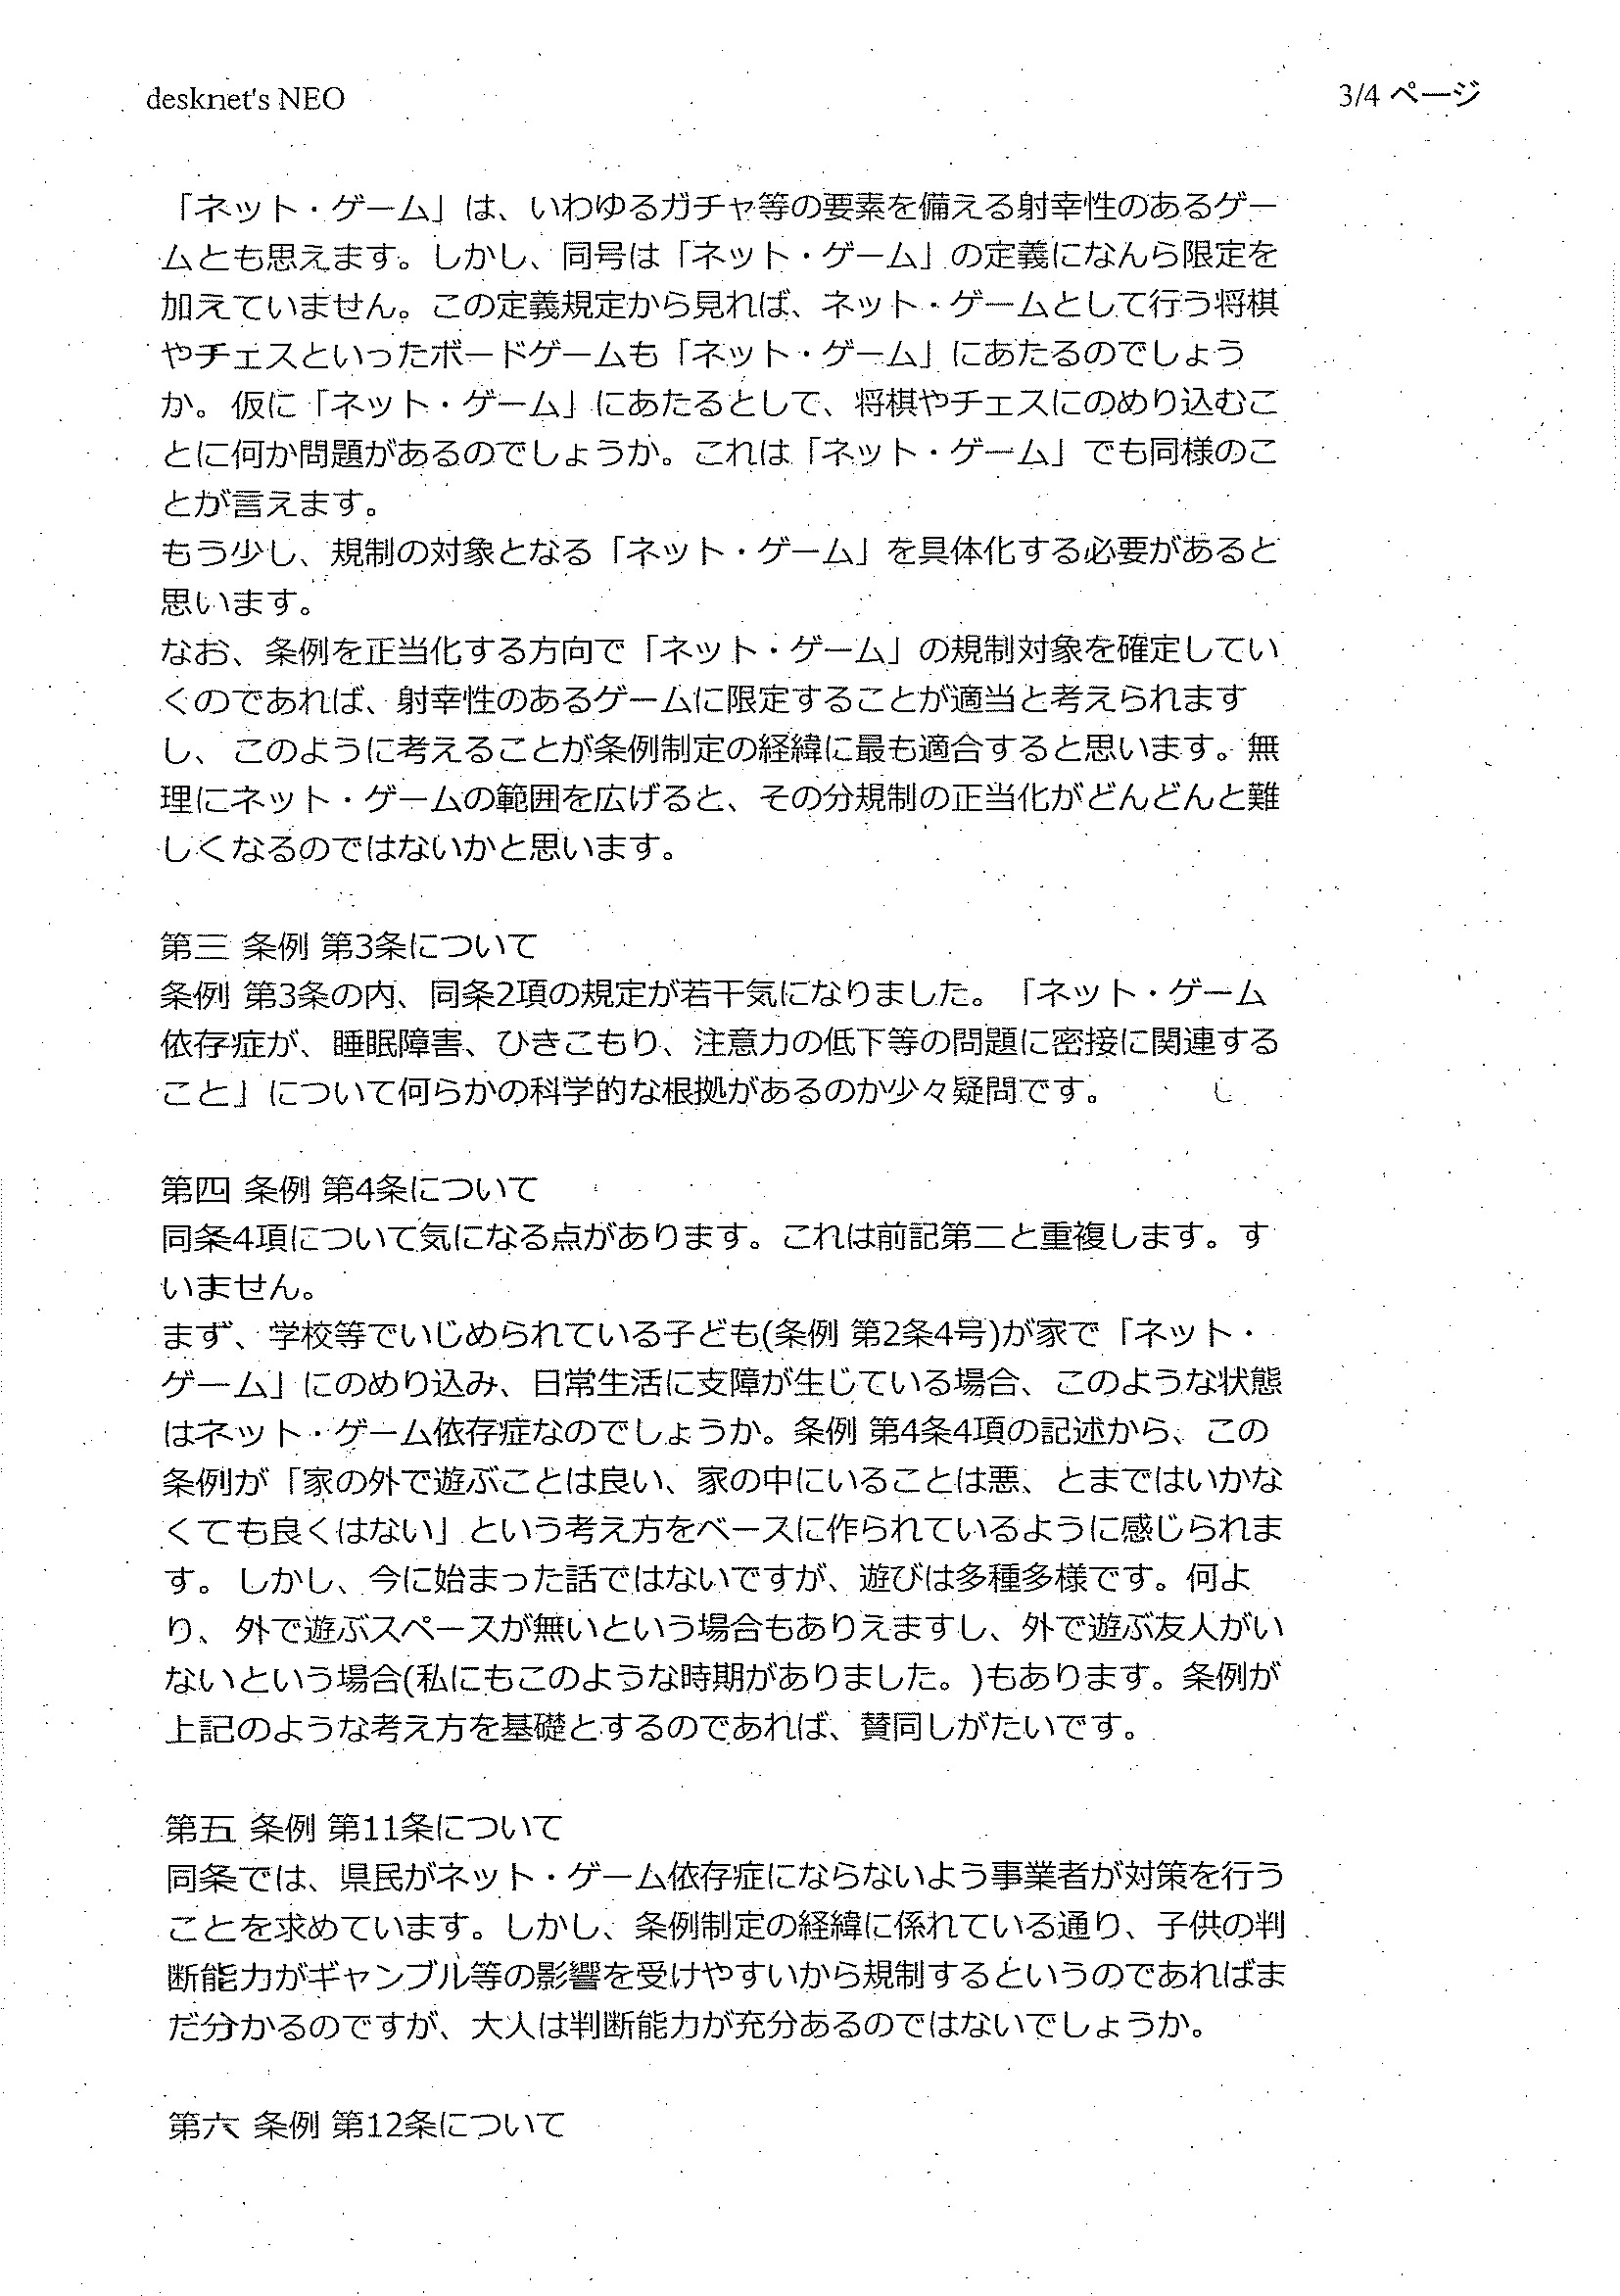 desknet's NEO
3/4 ページ
「ネット・ゲーム」は、いわゆるガチャ等の要素を備える射幸性のあるゲー
ムとも思えます。しかし、同号は「ネット・ゲーム」の定義になんら限定を
加えていません。この定義規定から見れば、ネット・ゲームとして行う将棋
やチェスといったボードゲームも「ネット・ゲーム」にあたるのでしょう
か。仮に「ネット・ゲーム」にあたるとして、将棋やチェスにのめり込むこ
とに何か問題があるのでしょうか。これは「ネット・ゲーム」でも同様のこ
とが言えます。
もう少し、規制の対象となる「ネット・ゲーム」を具体化する必要があると
思います。
なお、条例を正当化する方向で「ネット・ゲーム」の規制対象を確定してい
くのであれば、射幸性のあるゲームに限定することが適当と考えられます
し、このように考えることが条例制定の経緯に最も適合すると思います。無
理にネット・ゲームの範囲を広げると、その分規制の正当化がどんどんと難
しくなるのではないかと思います。
第三 条例 第3条について
条例 第3条の内、同条2項の規定が若干気になりました。「ネット・ゲーム
依存症が、睡眠障害、ひきこもり、注意力の低下等の問題に密接に関連する
こと」について何らかの科学的な根拠があるのか少々疑問です。
第四 条例 第4条について
同条4項について気になる点があります。これは前記第二と重複します。す
いません。
まず、学校等でいじめられている子ども(条例 第2条4号)が家で「ネット・
ゲーム」にのめり込み、日常生活に支障が生じている場合、このような状態
はネット・ゲーム依存症なのでしょうか。条例 第4条4項の記述から、この
条例が「家の外で遊ぶことは良い、家の中にいることは悪、とまではいかな
くても良くはない」という考え方をベースに作られているように感じられま
す。しかし、今に始まった話ではないですが、遊びは多種多様です。何よ
り、外で遊ぶスペースが無いという場合もありえますし、外で遊ぶ友人がい
ないという場合(私にもこのような時期がありました。)もあります。条例が
上記のような考え方を基礎とするのであれば、賛同しがたいです。
第五 条例 第11条について
同条では、県民がネット・ゲーム依存症にならないよう事業者が対策を行う
ことを求めています。しかし、条例制定の経緯に係れている通り、子供の判
断能力がギャンブル等の影響を受けやすいから規制するというのであればま
だ分かるのですが、大人は判断能力が充分あるのではないでしょうか。
第六 条例 第12条について